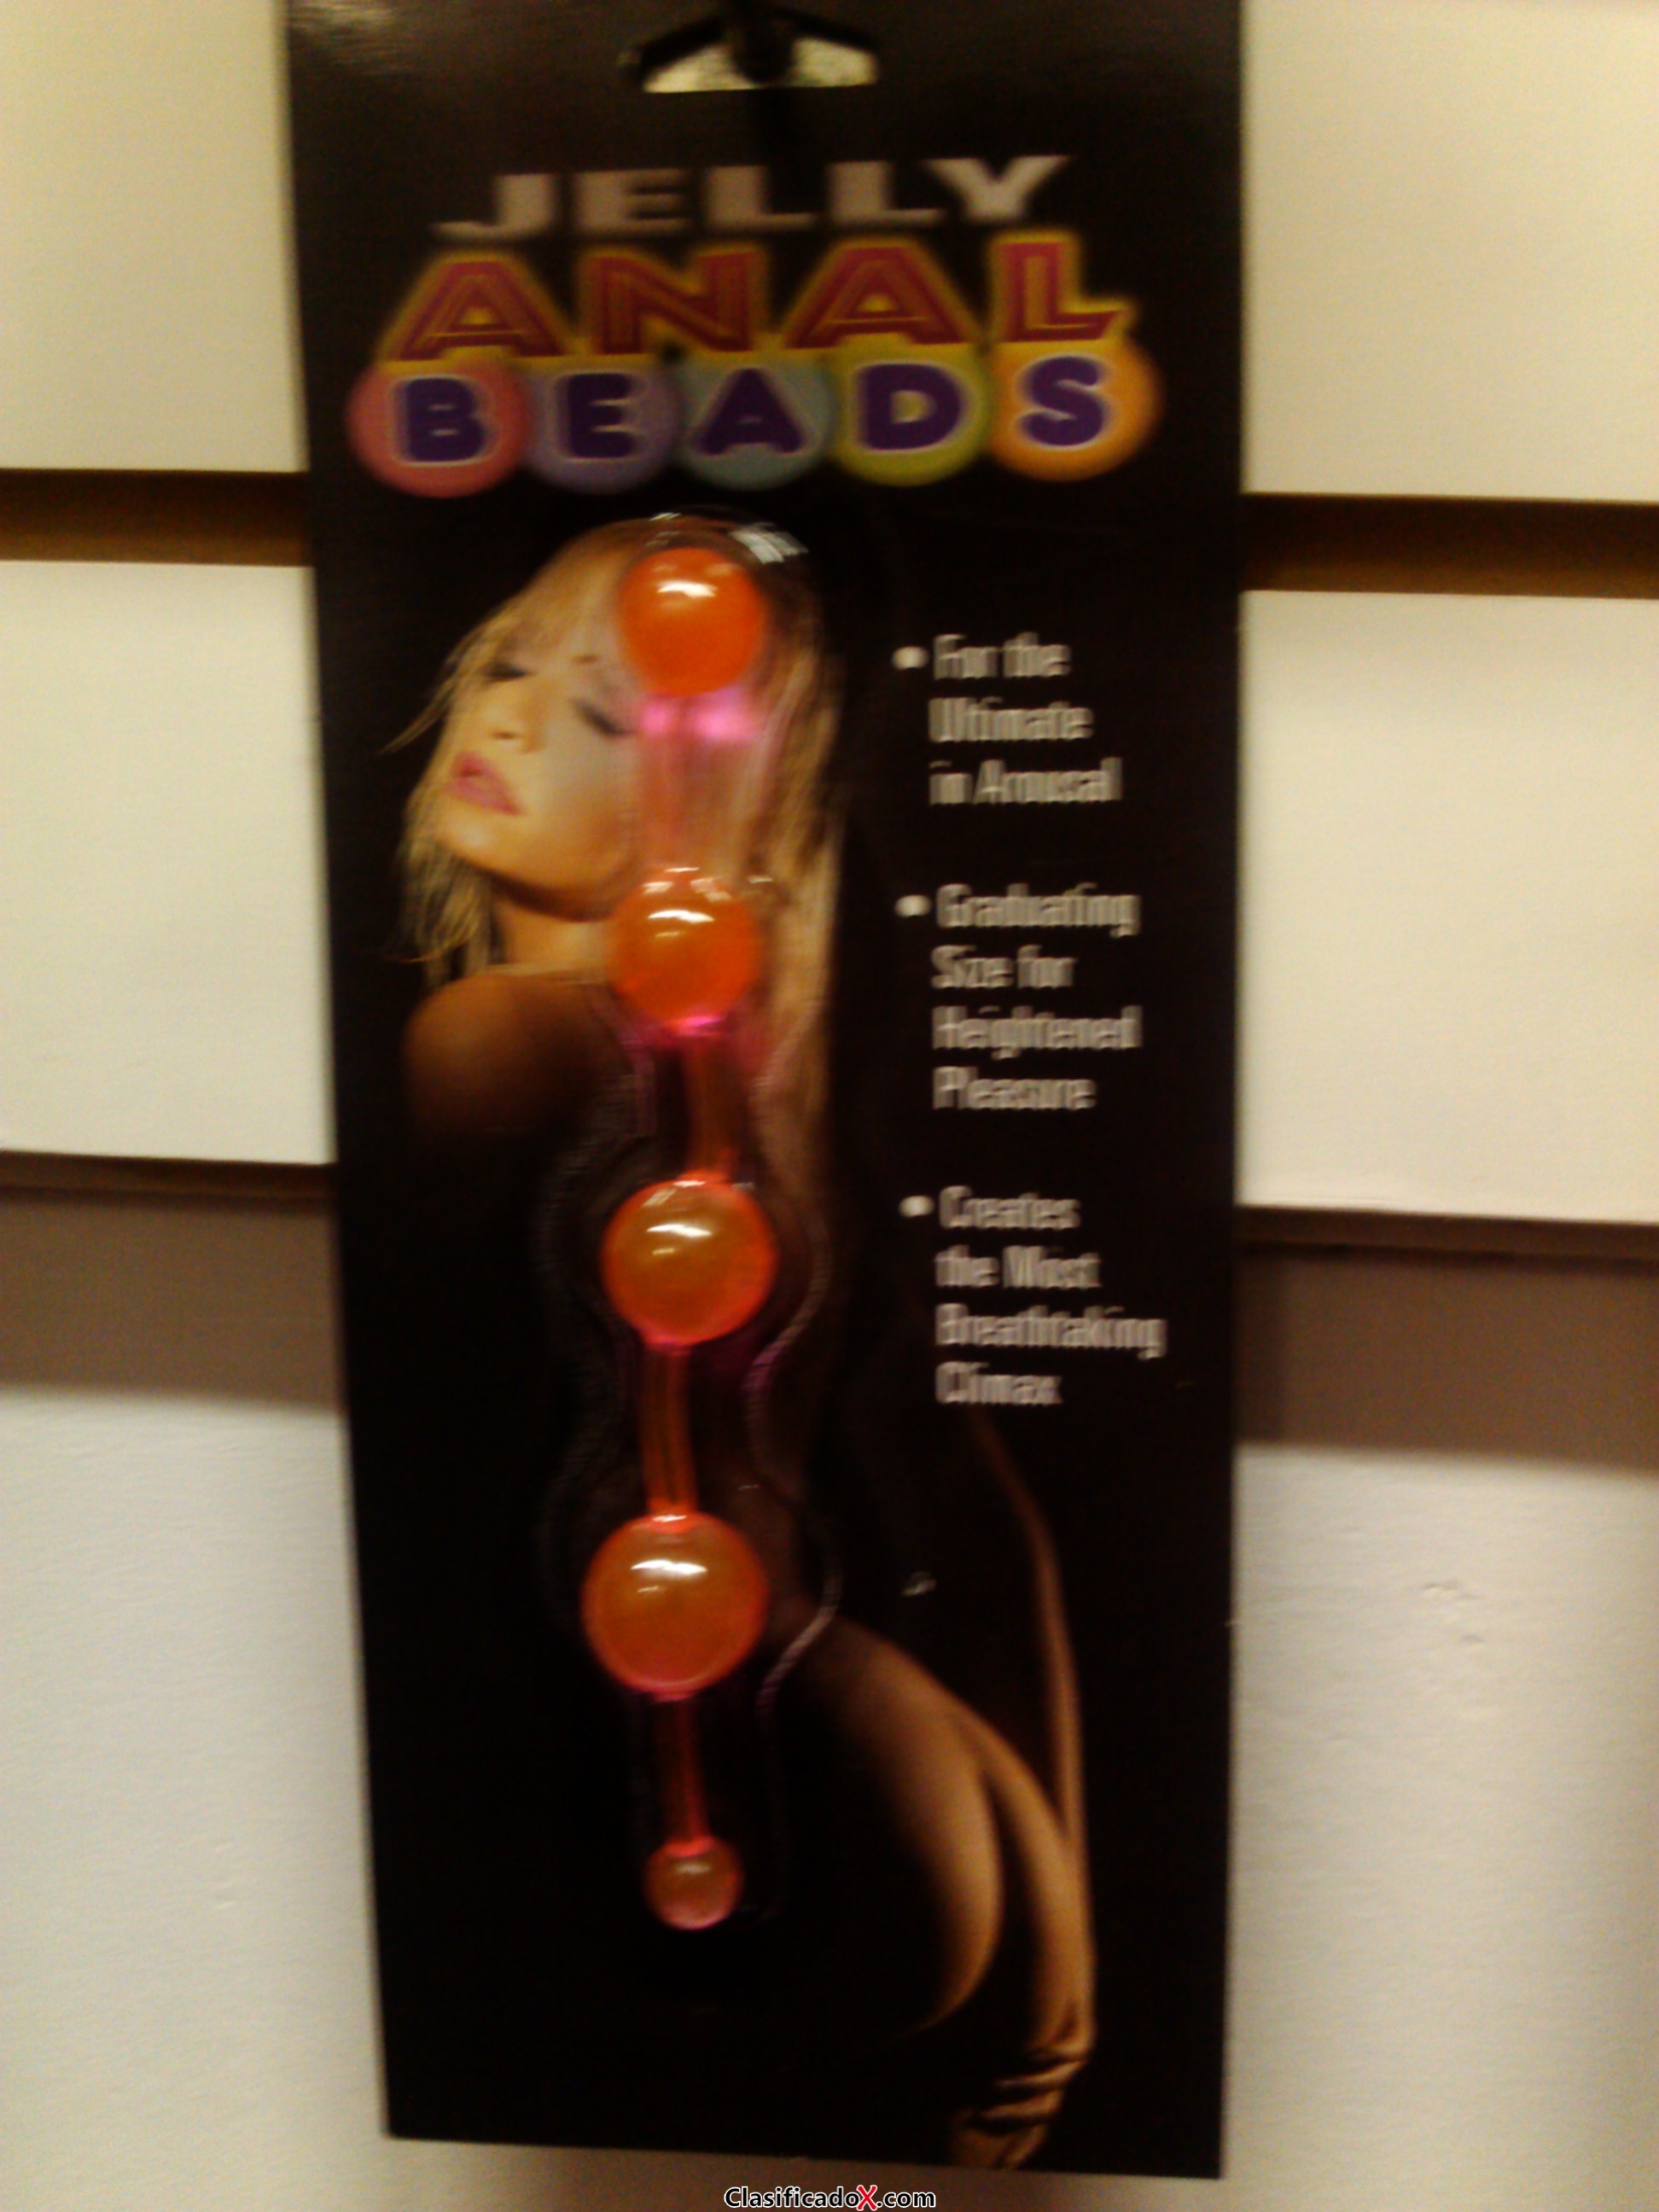 JELLY
ANAL
BEADS
• For the
Ultimate
in Arousal
• Graduating
Size for
Heightened
Pleasure
• Creates
the Most
Breathtaking
Climax
ClasificadoX.com